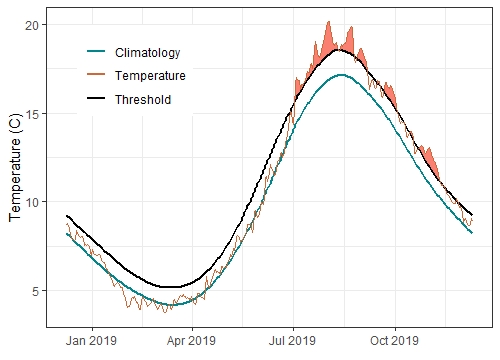 20
15
10
5
Temperature (C)
Climatology
Temperature
Threshold
Jan 2019
Apr 2019
Jul 2019
Oct 2019